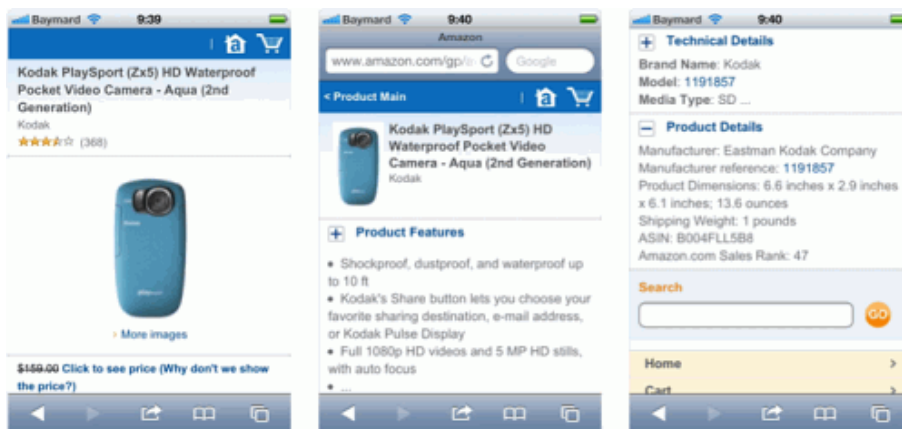 Baymard 9:39
a
Kodak PlaySport (Zx5) HD Waterproof
Pocket Video Camera - Aqua (2nd
Generation)
Kodak
(368)
› More images
$159.00 Click to see price (Why don't we show
the price?)
Baymard 9:40
Amazon
www.amazon.com/gp/a
Google
< Product Main
a
Kodak PlaySport (Zx5) HD
Waterproof Pocket Video
Camera - Aqua (2nd Generation)
Kodak
+ Product Features
• Shockproof, dustproof, and waterproof up
to 10 ft
• Kodak's Share button lets you choose your
favorite sharing destination, e-mail address,
or Kodak Pulse Display
• Full 1080p HD videos and 5 MP HD stills,
with auto focus
• ...
Baymard 9:40
+ Technical Details
Brand Name: Kodak
Model: 1191857
Media Type: SD ...
– Product Details
Manufacturer: Eastman Kodak Company
Manufacturer reference: 1191857
Product Dimensions: 6.6 inches x 2.9 inches
x 6.1 inches; 13.6 ounces
Shipping Weight: 1 pounds
ASIN: B004FLL5B8
Amazon.com Sales Rank: 47
Search
GO
Home >
Cart >